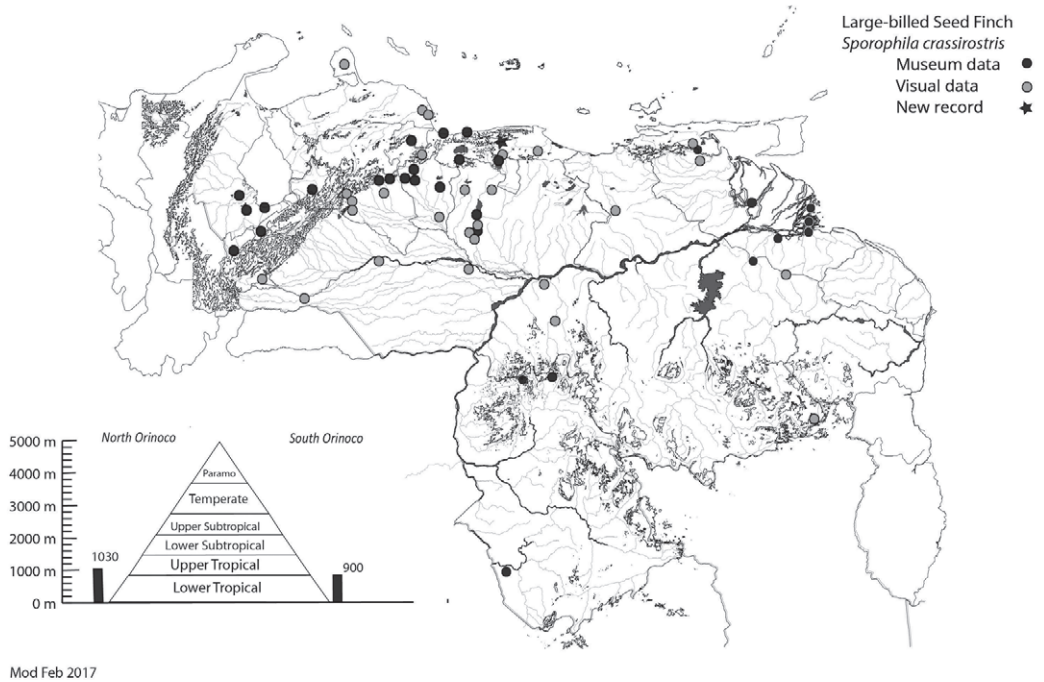 Large-billed Seed Finch
Sporophila crassirostris
Museum data
Visual data
New record
North Orinoco
South Orinoco
5000 m
4000 m
3000 m
2000 m
1000 m
0 m
Paramo
Temperate
Upper Subtropical
Lower Subtropical
Upper Tropical
Lower Tropical
1030
900
Mod Feb 2017